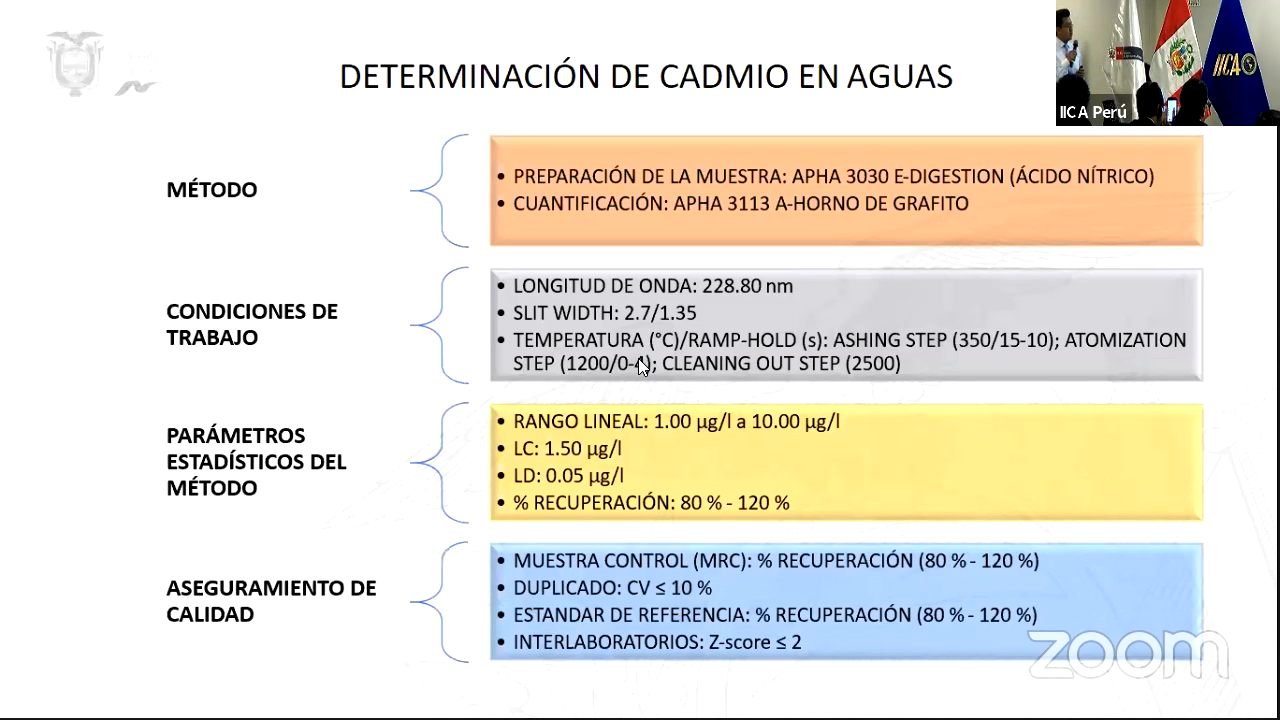 DETERMINACIÓN DE CADMIO EN AGUAS
IICA
IICA Perú
MÉTODO
• PREPARACIÓN DE LA MUESTRA: APHA 3030 E-DIGESTION (ÁCIDO NÍTRICO)
• CUANTIFICACIÓN: APHA 3113 A-HORNO DE GRAFITO
CONDICIONES DE
TRABAJO
• LONGITUD DE ONDA: 228.80 nm
• SLIT WIDTH: 2.7/1.35
• TEMPERATURA (°C)/RAMP-HOLD (s): ASHING STEP (350/15-10); ATOMIZATION
STEP (1200/0-4); CLEANING OUT STEP (2500)
PARÁMETROS
ESTADÍSTICOS DEL
MÉTODO
• RANGO LINEAL: 1.00 µg/l a 10.00 µg/l
• LC: 1.50 µg/l
• LD: 0.05 µg/l
• % RECUPERACIÓN: 80 % - 120 %
ASEGURAMIENTO DE
CALIDAD
• MUESTRA CONTROL (MRC): % RECUPERACIÓN (80 % - 120 %)
• DUPLICADO: CV ≤ 10 %
• ESTANDAR DE REFERENCIA: % RECUPERACIÓN (80 % - 120 %)
• INTERLABORATORIOS: Z-score ≤ 2
zoom